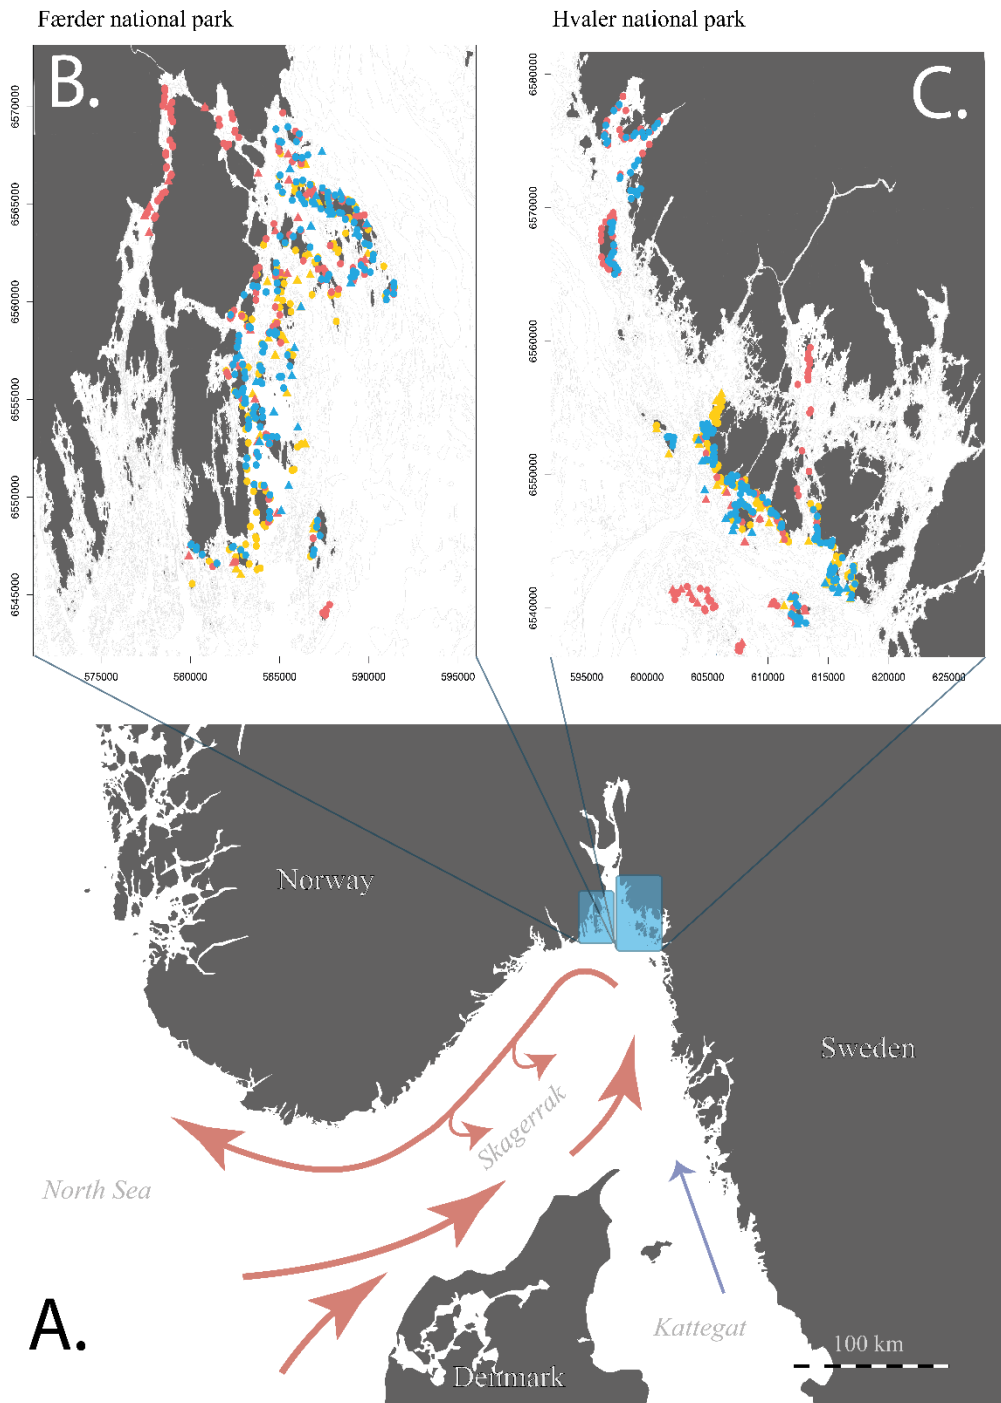 Færder national park
Hvaler national park
B.
C.
6570000
6565000
6560000
6555000
6550000
6545000
575000 580000 585000 590000 595000
6580000
6570000
6560000
6550000
6540000
595000 600000 605000 610000 615000 620000 625000
Norway
Sweden
Skagerrak
North Sea
Kattegat
A.
100 km
Denmark